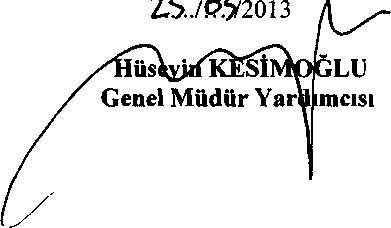 25../05/2013
Hüseyin KESİMOĞLU
Genel Müdür Yardımcısı